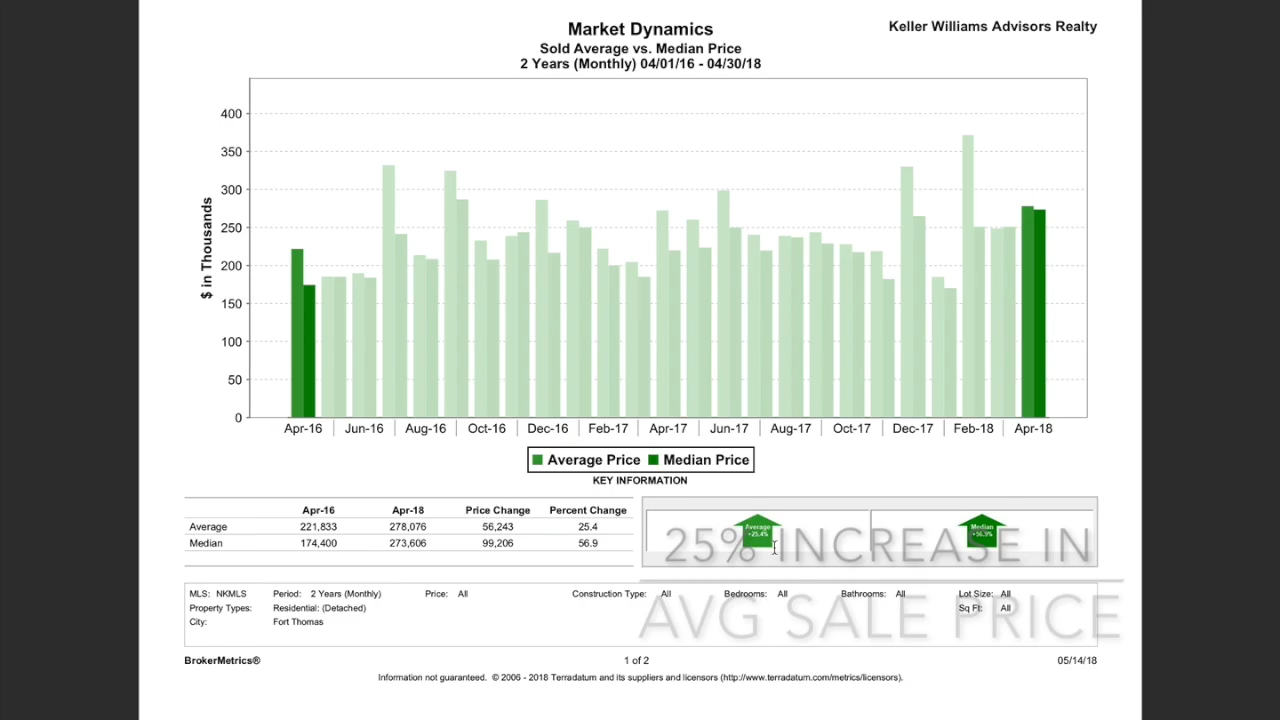 Market Dynamics
Keller Williams Advisors Realty
Sold Average vs. Median Price
2 Years (Monthly) 04/01/16 - 04/30/18
$ in Thousands
400
350
300
250
200
150
100
50
0
Apr-16 Jun-16 Aug-16 Oct-16 Dec-16 Feb-17 Apr-17 Jun-17 Aug-17 Oct-17 Dec-17 Feb-18 Apr-18
Average Price Median Price
KEY INFORMATION
Apr-16 Apr-18 Price Change Percent Change
Average 221,833 278,076 56,243 25.4
Median 174,400 273,606 99,206 56.9
Average
+25.4%
Median
+56.9%
25% INCREASE IN
AVG SALE PRICE
MLS: NKMLS Period: 2 Years (Monthly) Price: All Construction Type: All Bedrooms: All Bathrooms: All Lot Size: All
Property Types: Residential: (Detached) Sq Ft: All
City: Fort Thomas
BrokerMetrics® 1 of 2 05/14/18
Information not guaranteed. © 2006 - 2018 Terradatum and its suppliers and licensors (http://www.terradatum.com/metrics/licensors).